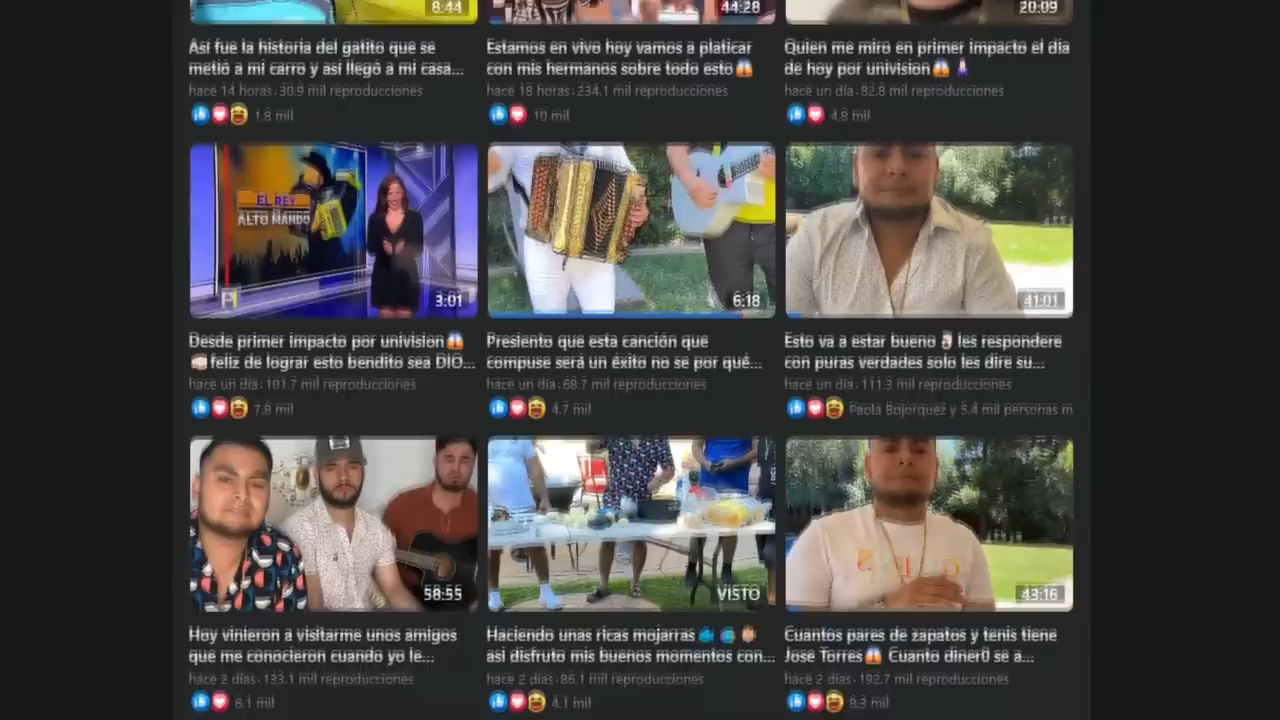 8:44
44:28
20:09
Así fue la historia del gatito que se
metió a mi carro y así llegó a mi casa...
hace 14 horas · 30.9 mil reproducciones
1.8 mil
Estamos en vivo hoy vamos a platicar
con mis hermanos sobre todo esto
hace 18 horas · 234.1 mil reproducciones
10 mil
Quien me miro en primer impacto el día
de hoy por univision
hace un día · 82.8 mil reproducciones
4.8 mil
EL REY
ALTO MANDO
3:01
6:18
41:01
Desde primer impacto por univision
feliz de lograr esto bendito sea DIO...
hace un día · 101.7 mil reproducciones
7.8 mil
Presiento que esta canción que
compuse será un éxito no se por qué...
hace un día · 68.7 mil reproducciones
4.7 mil
Esto va a estar bueno les respondere
con puras verdades solo les dire su...
hace un día · 111.3 mil reproducciones
Paola Bojorquez y 5.4 mil personas m
58:55
VISTO
43:16
Hoy vinieron a visitarme unos amigos
que me conocieron cuando yo le...
hace 2 días · 133.1 mil reproducciones
6.1 mil
Haciendo unas ricas mojarras
asi disfruto mis buenos momentos con...
hace 2 días · 86.1 mil reproducciones
4.1 mil
Cuantos pares de zapatos y tenis tiene
Jose Torres Cuanto diner0 se a...
hace 2 días · 192.7 mil reproducciones
8.3 mil